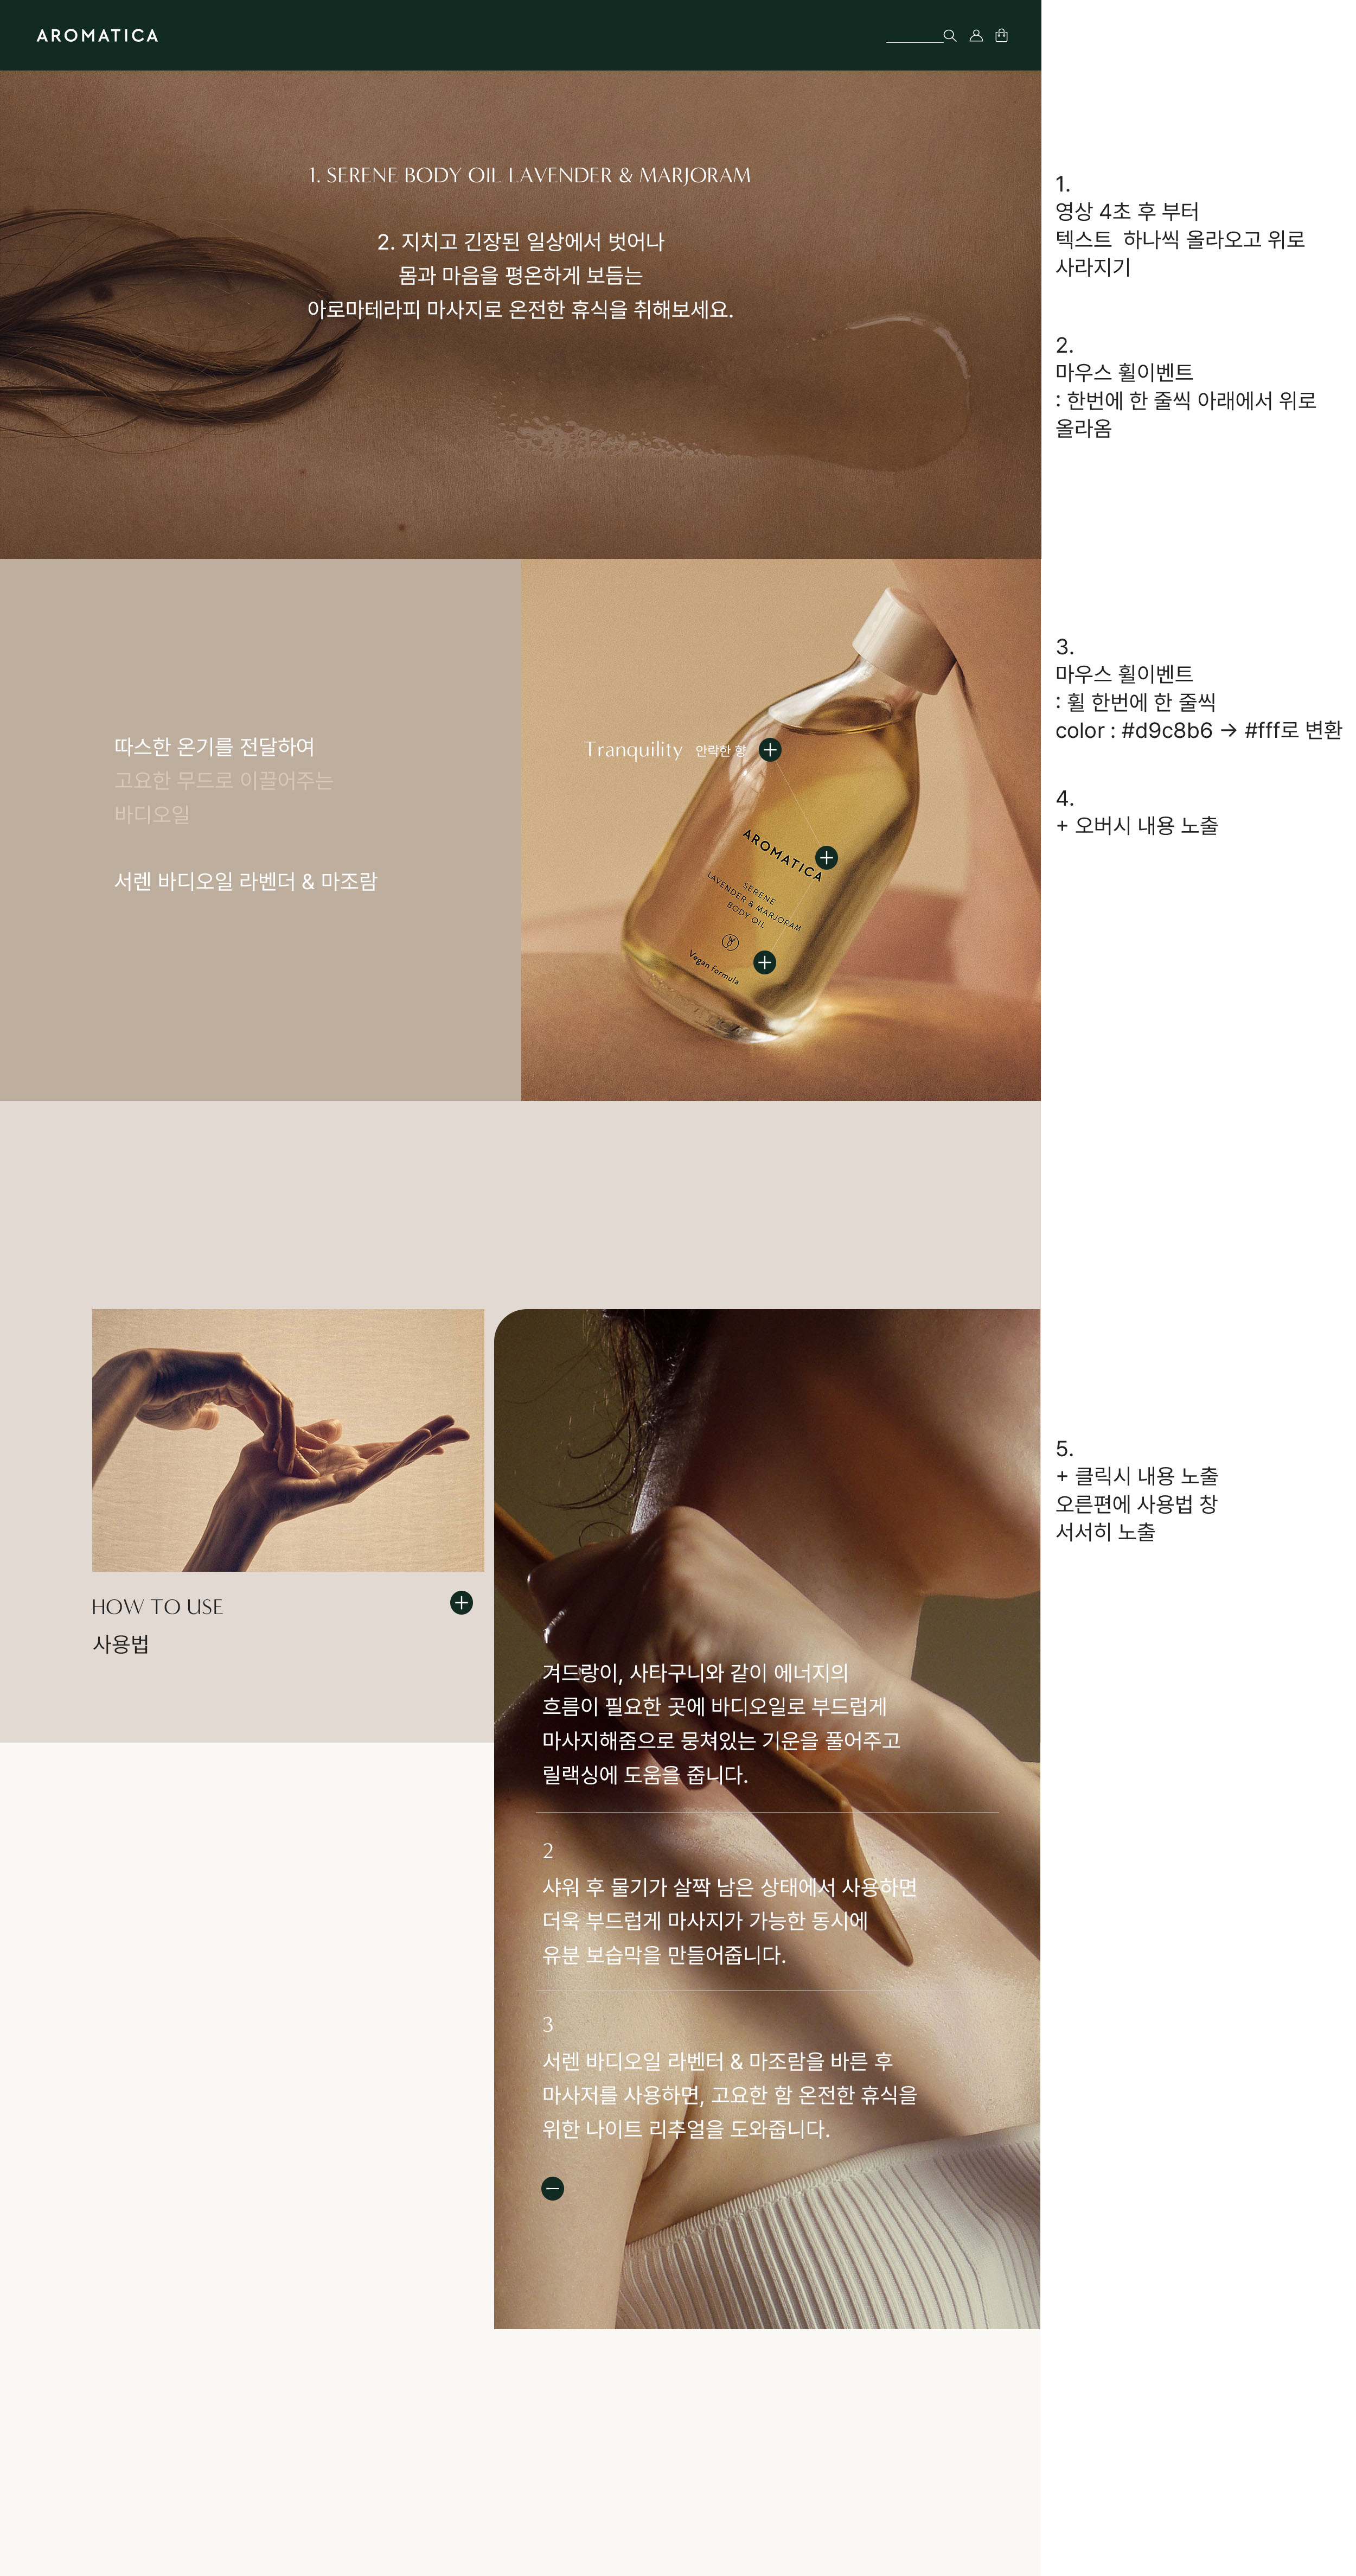 AROMATICA
1. SERENE BODY OIL LAVENDER & MARJORAM
2. 지치고 긴장된 일상에서 벗어나
몸과 마음을 평온하게 보듬는
아로마테라피 마사지로 온전한 휴식을 취해보세요.
1.
영상 4초 후 부터
텍스트 하나씩 올라오고 위로
사라지기
2.
마우스 휠이벤트
: 한번에 한 줄씩 아래에서 위로
올라옴
따스한 온기를 전달하여
고요한 무드로 이끌어주는
바디오일
서렌 바디오일 라벤더 & 마조람
Tranquility 안락한 향
AROMATICA
SERENE
LAVENDER & MARJORAM
BODY OIL
Vegan formula
3.
마우스 휠이벤트
: 휠 한번에 한 줄씩
color : #d9c8b6 → #fff로 변환
4.
+ 오버시 내용 노출
HOW TO USE
사용법
1
겨드랑이, 사타구니와 같이 에너지의
흐름이 필요한 곳에 바디오일로 부드럽게
마사지해줌으로 뭉쳐있는 기운을 풀어주고
릴랙싱에 도움을 줍니다.
2
샤워 후 물기가 살짝 남은 상태에서 사용하면
더욱 부드럽게 마사지가 가능한 동시에
유분 보습막을 만들어줍니다.
3
서렌 바디오일 라벤터 & 마조람을 바른 후
마사저를 사용하면, 고요한 함 온전한 휴식을
위한 나이트 리추얼을 도와줍니다.
5.
+ 클릭시 내용 노출
오른편에 사용법 창
서서히 노출